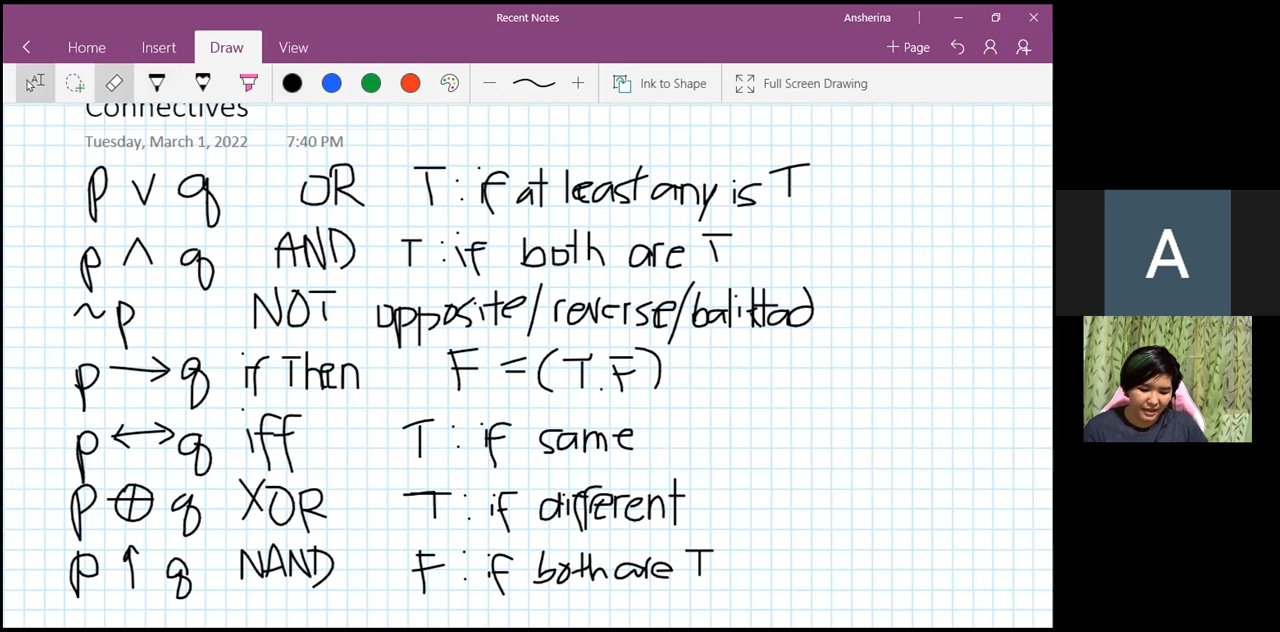 Recent Notes
Ansherina
Home Insert Draw View
Page
Ink to Shape Full Screen Drawing
Connectives
Tuesday, March 1, 2022 7:40 PM
p ∨ q OR T : if at least any is T
p ∧ q AND T : if both are T
~p NOT opposite/reverse/baliktad
p → q if Then F = (T.F)
p ↔ q iff T : if same
p ⊕ q XOR T : if different
p ↑ q NAND F : if both are T
A